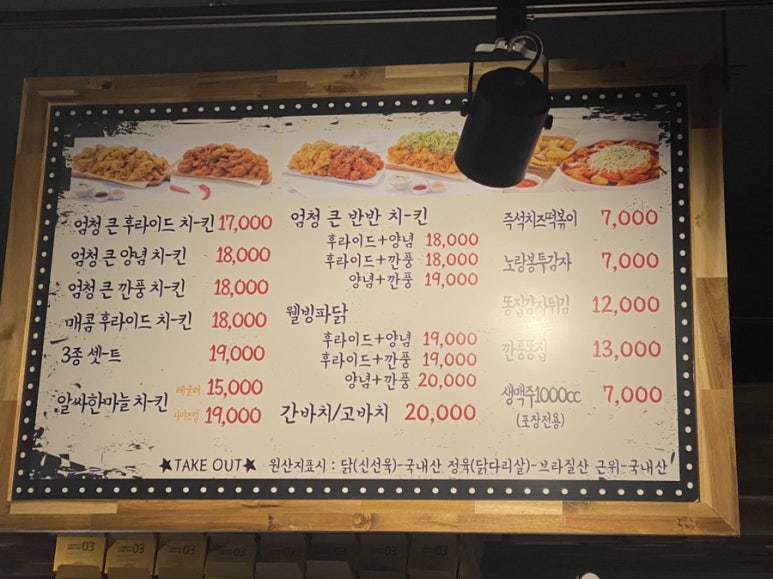 엄청 큰 후라이드 치-킨 17,000
엄청 큰 양념 치-킨 18,000
엄청 큰 깐풍 치-킨 18,000
매콤 후라이드 치-킨 18,000
3종 셋-트 19,000
알싸한마늘 치-킨 레귤러 15,000
사이즈업 19,000
엄청 큰 반반 치-킨
후라이드+양념 18,000
후라이드+깐풍 18,000
양념+깐풍 19,000
웰빙파닭
후라이드+양념 19,000
후라이드+깐풍 19,000
양념+깐풍 20,000
간바치/고바치 20,000
즉석치즈떡볶이 7,000
노랑봉투감자 7,000
똥집감자튀김 12,000
깐풍똥집 13,000
생맥주1000cc 7,000
(포장전용)
★TAKE OUT★ 원산지표시 : 닭(신선육)-국내산 정육(닭다리살)-브라질산 근위-국내산
03 03 03